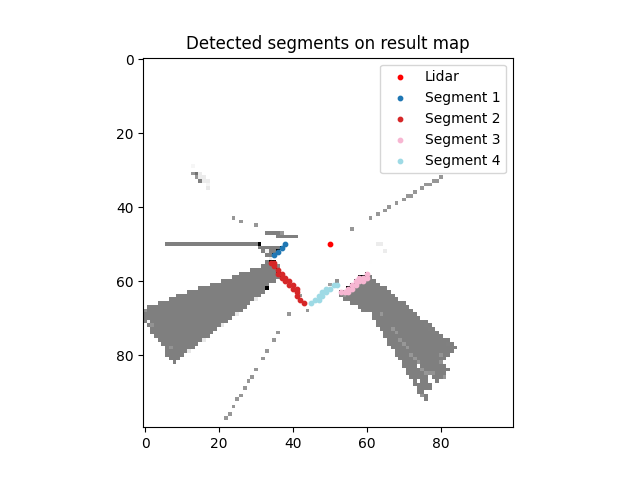 Detected segments on result map
Lidar
Segment 1
Segment 2
Segment 3
Segment 4
0
20
40
60
80
0 20 40 60 80